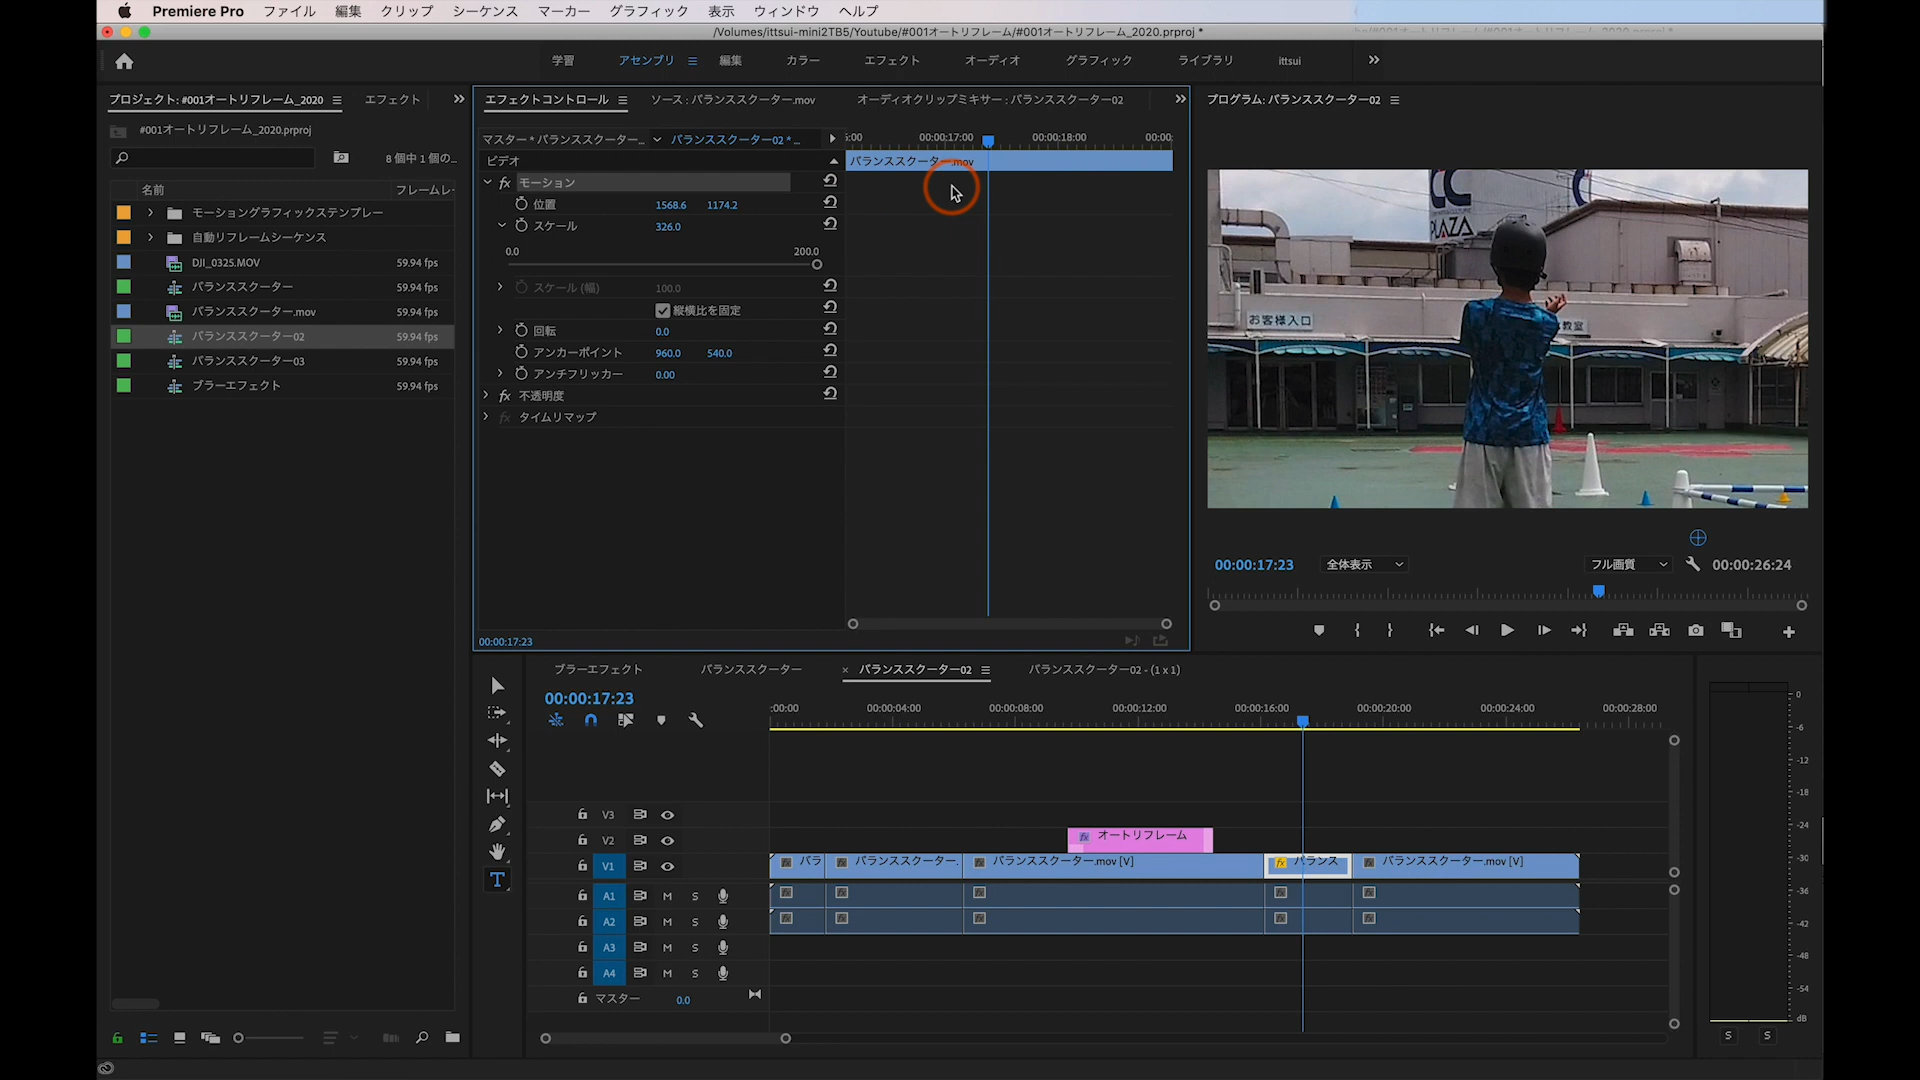 Premiere Pro ファイル 編集 クリップ シーケンス マーカー グラフィック 表示 ウィンドウ ヘルプ
/Volumes/ittsui-mini2TB5/Youtube/#001オートリフレーム/#001オートリフレーム_2020.prproj *
学習 アセンブリ 編集 カラー エフェクト オーディオ グラフィック ライブラリ ittsui
プロジェクト: #001オートリフレーム_2020 エフェクト
#001オートリフレーム_2020.prproj
8 個中 1 個の...
名前 フレームレ
モーショングラフィックステンプレー
自動リフレームシーケンス
DJI_0325.MOV 59.94 fps
バランススクーター 59.94 fps
バランススクーター.mov 59.94 fps
バランススクーター02 59.94 fps
バランススクーター03 59.94 fps
ブラーエフェクト 59.94 fps
エフェクトコントロール ソース : バランススクーター.mov オーディオクリップミキサー : バランススクーター02
マスター * バランススクーター... バランススクーター02 * ...
ビデオ
fx モーション
位置 1568.6 1174.2
スケール 326.0
0.0 200.0
スケール (幅) 100.0
縦横比を固定
回転 0.0
アンカーポイント 960.0 540.0
アンチフリッカー 0.00
fx 不透明度
fx タイムリマップ
:00 00:00:17:00 00:00:18:00 00:00:
バランススクーター.mov
00:00:17:23
プログラム: バランススクーター02
CC
PLAZA
お客様入口
教室
00:00:17:23 全体表示 フル画質 00:00:26:24
ブラーエフェクト バランススクーター × バランススクーター02 バランススクーター02 - (1 x 1)
00:00:17:23
:00:00 00:00:04:00 00:00:08:00 00:00:12:00 00:00:16:00 00:00:20:00 00:00:24:00 00:00:28:00
V3
V2 fx オートリフレーム
V1 fx バラ fx バランススクーター. fx バランススクーター.mov [V] fx バランス fx バランススクーター.mov [V]
A1 M S fx fx fx fx fx
A2 M S fx fx fx fx fx
A3 M S
A4 M S
マスター 0.0
T
0
-6
-12
-18
-24
-30
-36
-42
-48
-54
dB
S S